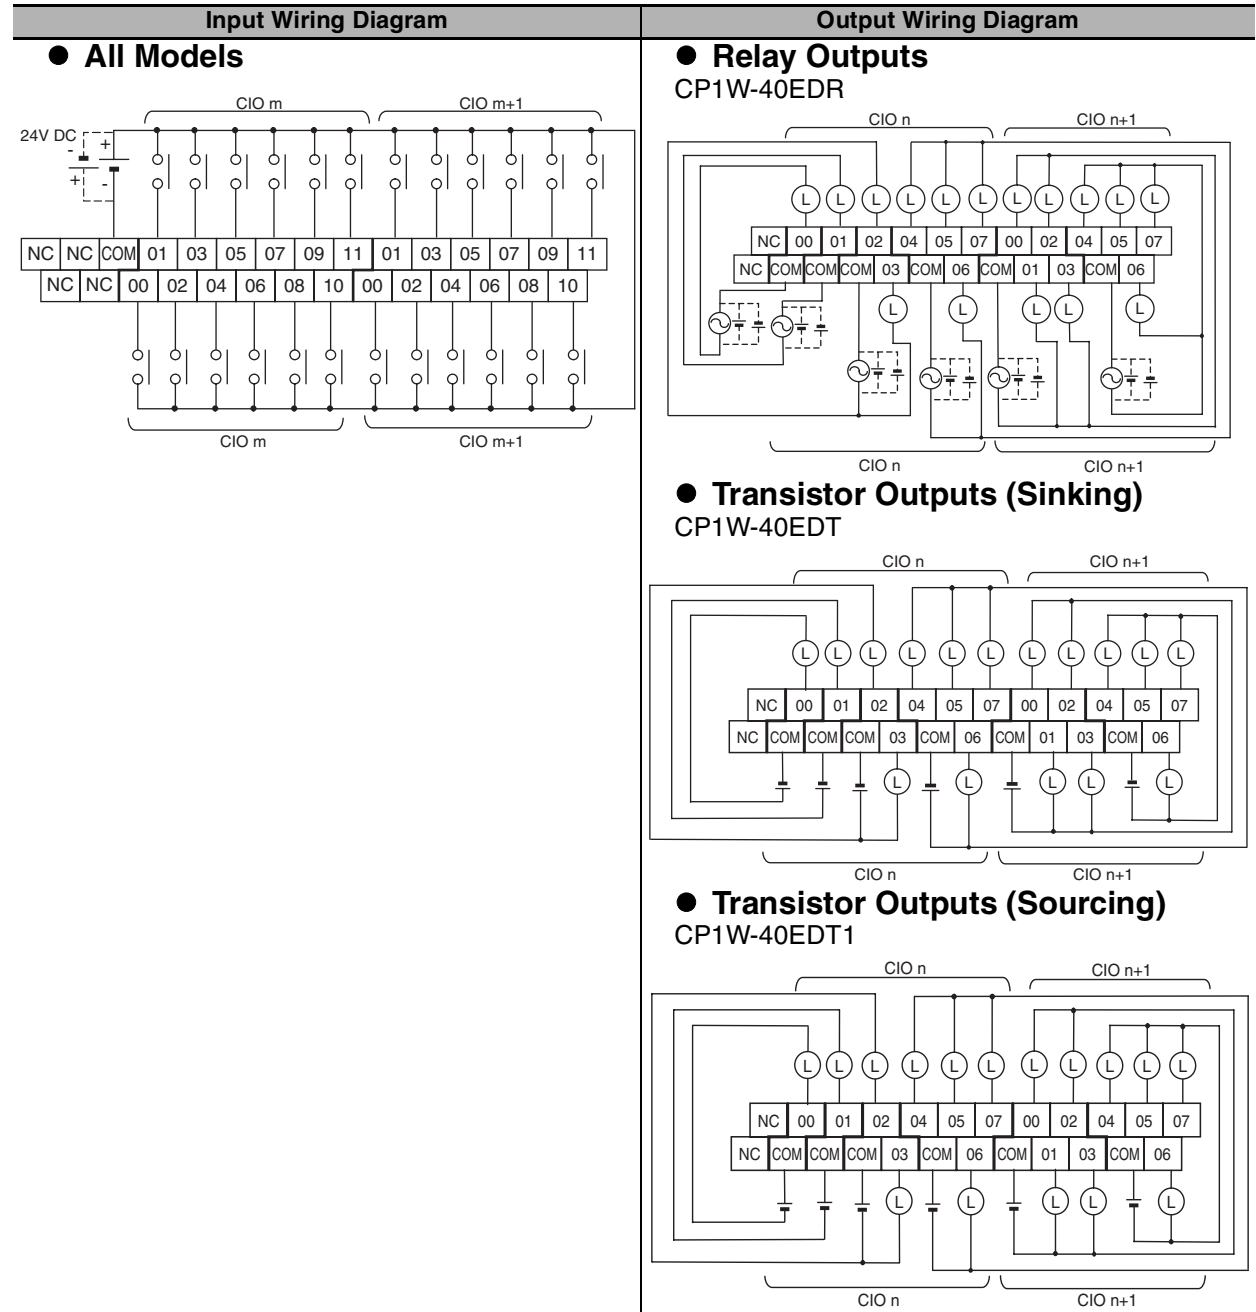 Input Wiring Diagram
● All Models
CIO m CIO m+1
24V DC
- +
+ -
NC NC COM 01 03 05 07 09 11 01 03 05 07 09 11
NC NC 00 02 04 06 08 10 00 02 04 06 08 10
CIO m CIO m+1
Output Wiring Diagram
● Relay Outputs
CP1W-40EDR
CIO n CIO n+1
L L L L L L L L L L L
NC 00 01 02 04 05 07 00 02 04 05 07
NC COM COM COM 03 COM 06 COM 01 03 COM 06
L L L L L
CIO n CIO n+1
● Transistor Outputs (Sinking)
CP1W-40EDT
CIO n CIO n+1
L L L L L L L L L L L
NC 00 01 02 04 05 07 00 02 04 05 07
NC COM COM COM 03 COM 06 COM 01 03 COM 06
L L L L L
CIO n CIO n+1
● Transistor Outputs (Sourcing)
CP1W-40EDT1
CIO n CIO n+1
L L L L L L L L L L L
NC 00 01 02 04 05 07 00 02 04 05 07
NC COM COM COM 03 COM 06 COM 01 03 COM 06
L L L L L
CIO n CIO n+1